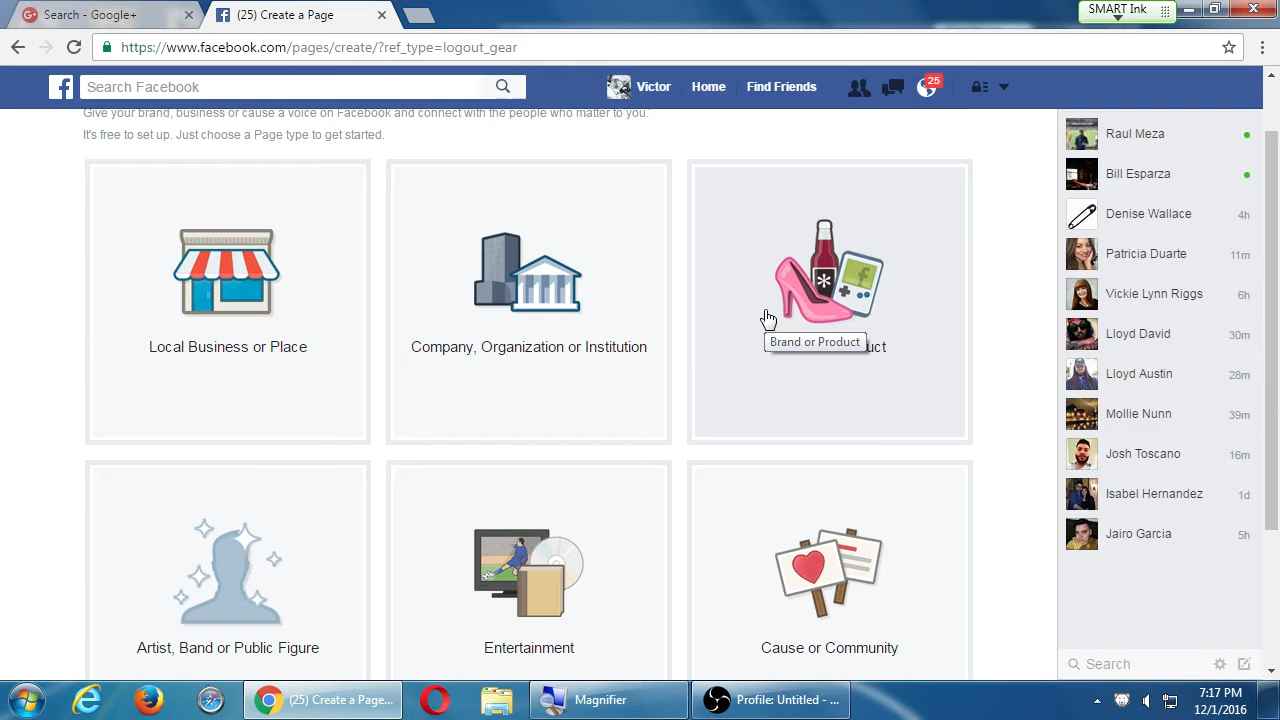 Search - Google+
(25) Create a Page
SMART Ink
https://www.facebook.com/pages/create/?ref_type=logout_gear
Search Facebook
Victor
Home
Find Friends
25
Give your brand, business or cause a voice on Facebook and connect with the people who matter to you."
It's free to set up. Just choose a Page type to get started.
Local Business or Place
Company, Organization or Institution
Brand or Product
uct
Artist, Band or Public Figure
Entertainment
Cause or Community
Raul Meza
Bill Esparza
Denise Wallace 4h
Patricia Duarte 11m
Vickie Lynn Riggs 6h
Lloyd David 30m
Lloyd Austin 28m
Mollie Nunn 39m
Josh Toscano 16m
Isabel Hernandez 1d
Jairo Garcia 5h
Search
(25) Create a Page...
Magnifier
Profile: Untitled - ...
7:17 PM
12/1/2016